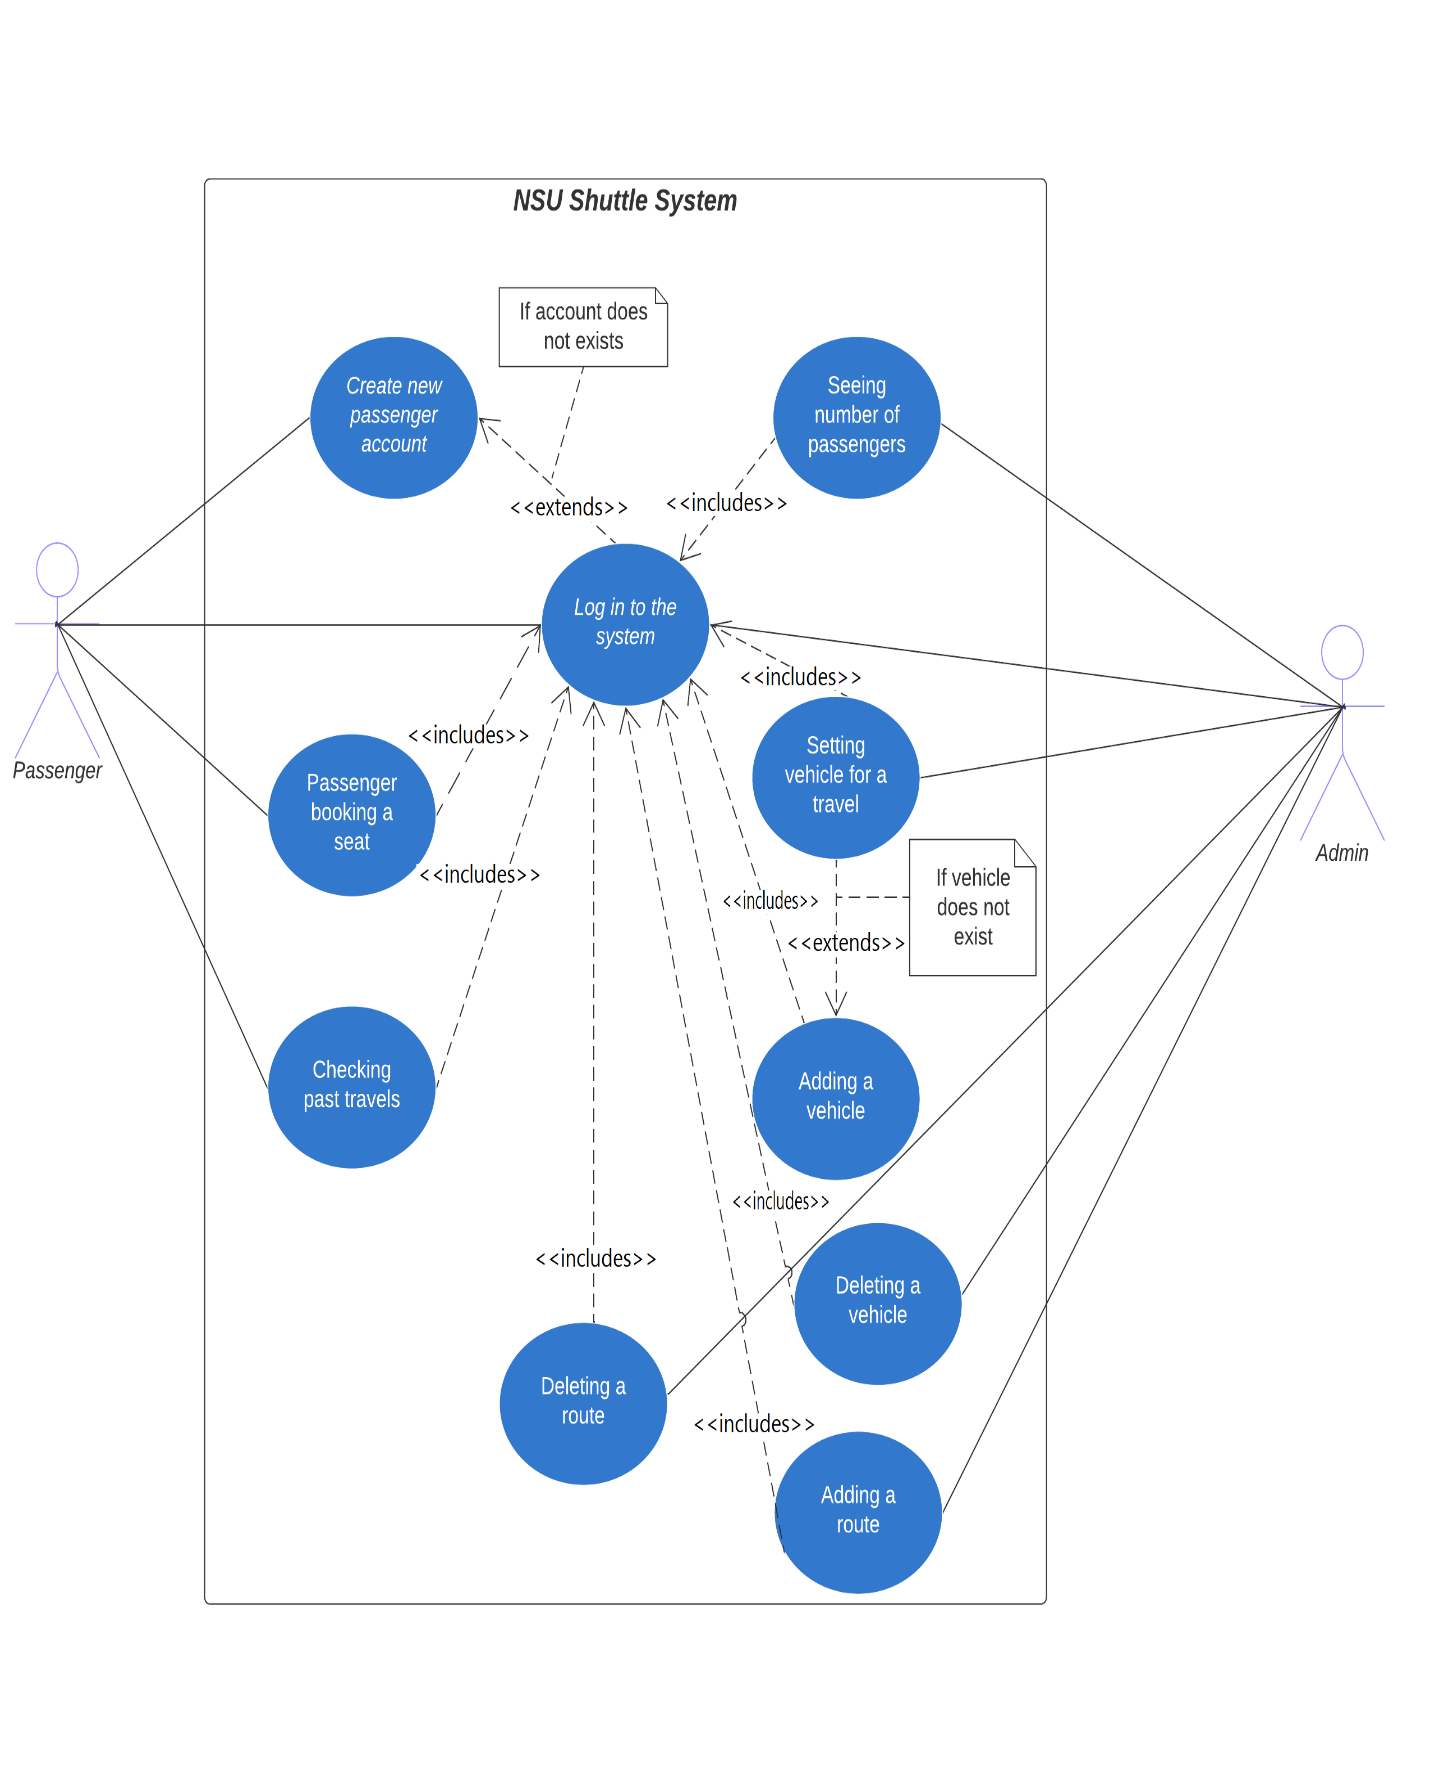 NSU Shuttle System
If account does
not exists
Create new
passenger
account
Seeing
number of
passengers
<<extends>>
<<includes>>
Log in to the
system
<<includes>>
<<includes>>
Setting
vehicle for a
travel
Passenger
Passenger
booking a
seat
Admin
<<includes>>
<<includes>>
If vehicle
does not
exist
<<extends>>
Checking
past travels
Adding a
vehicle
<<includes>>
<<includes>>
Deleting a
vehicle
Deleting a
route
<<includes>>
Adding a
route